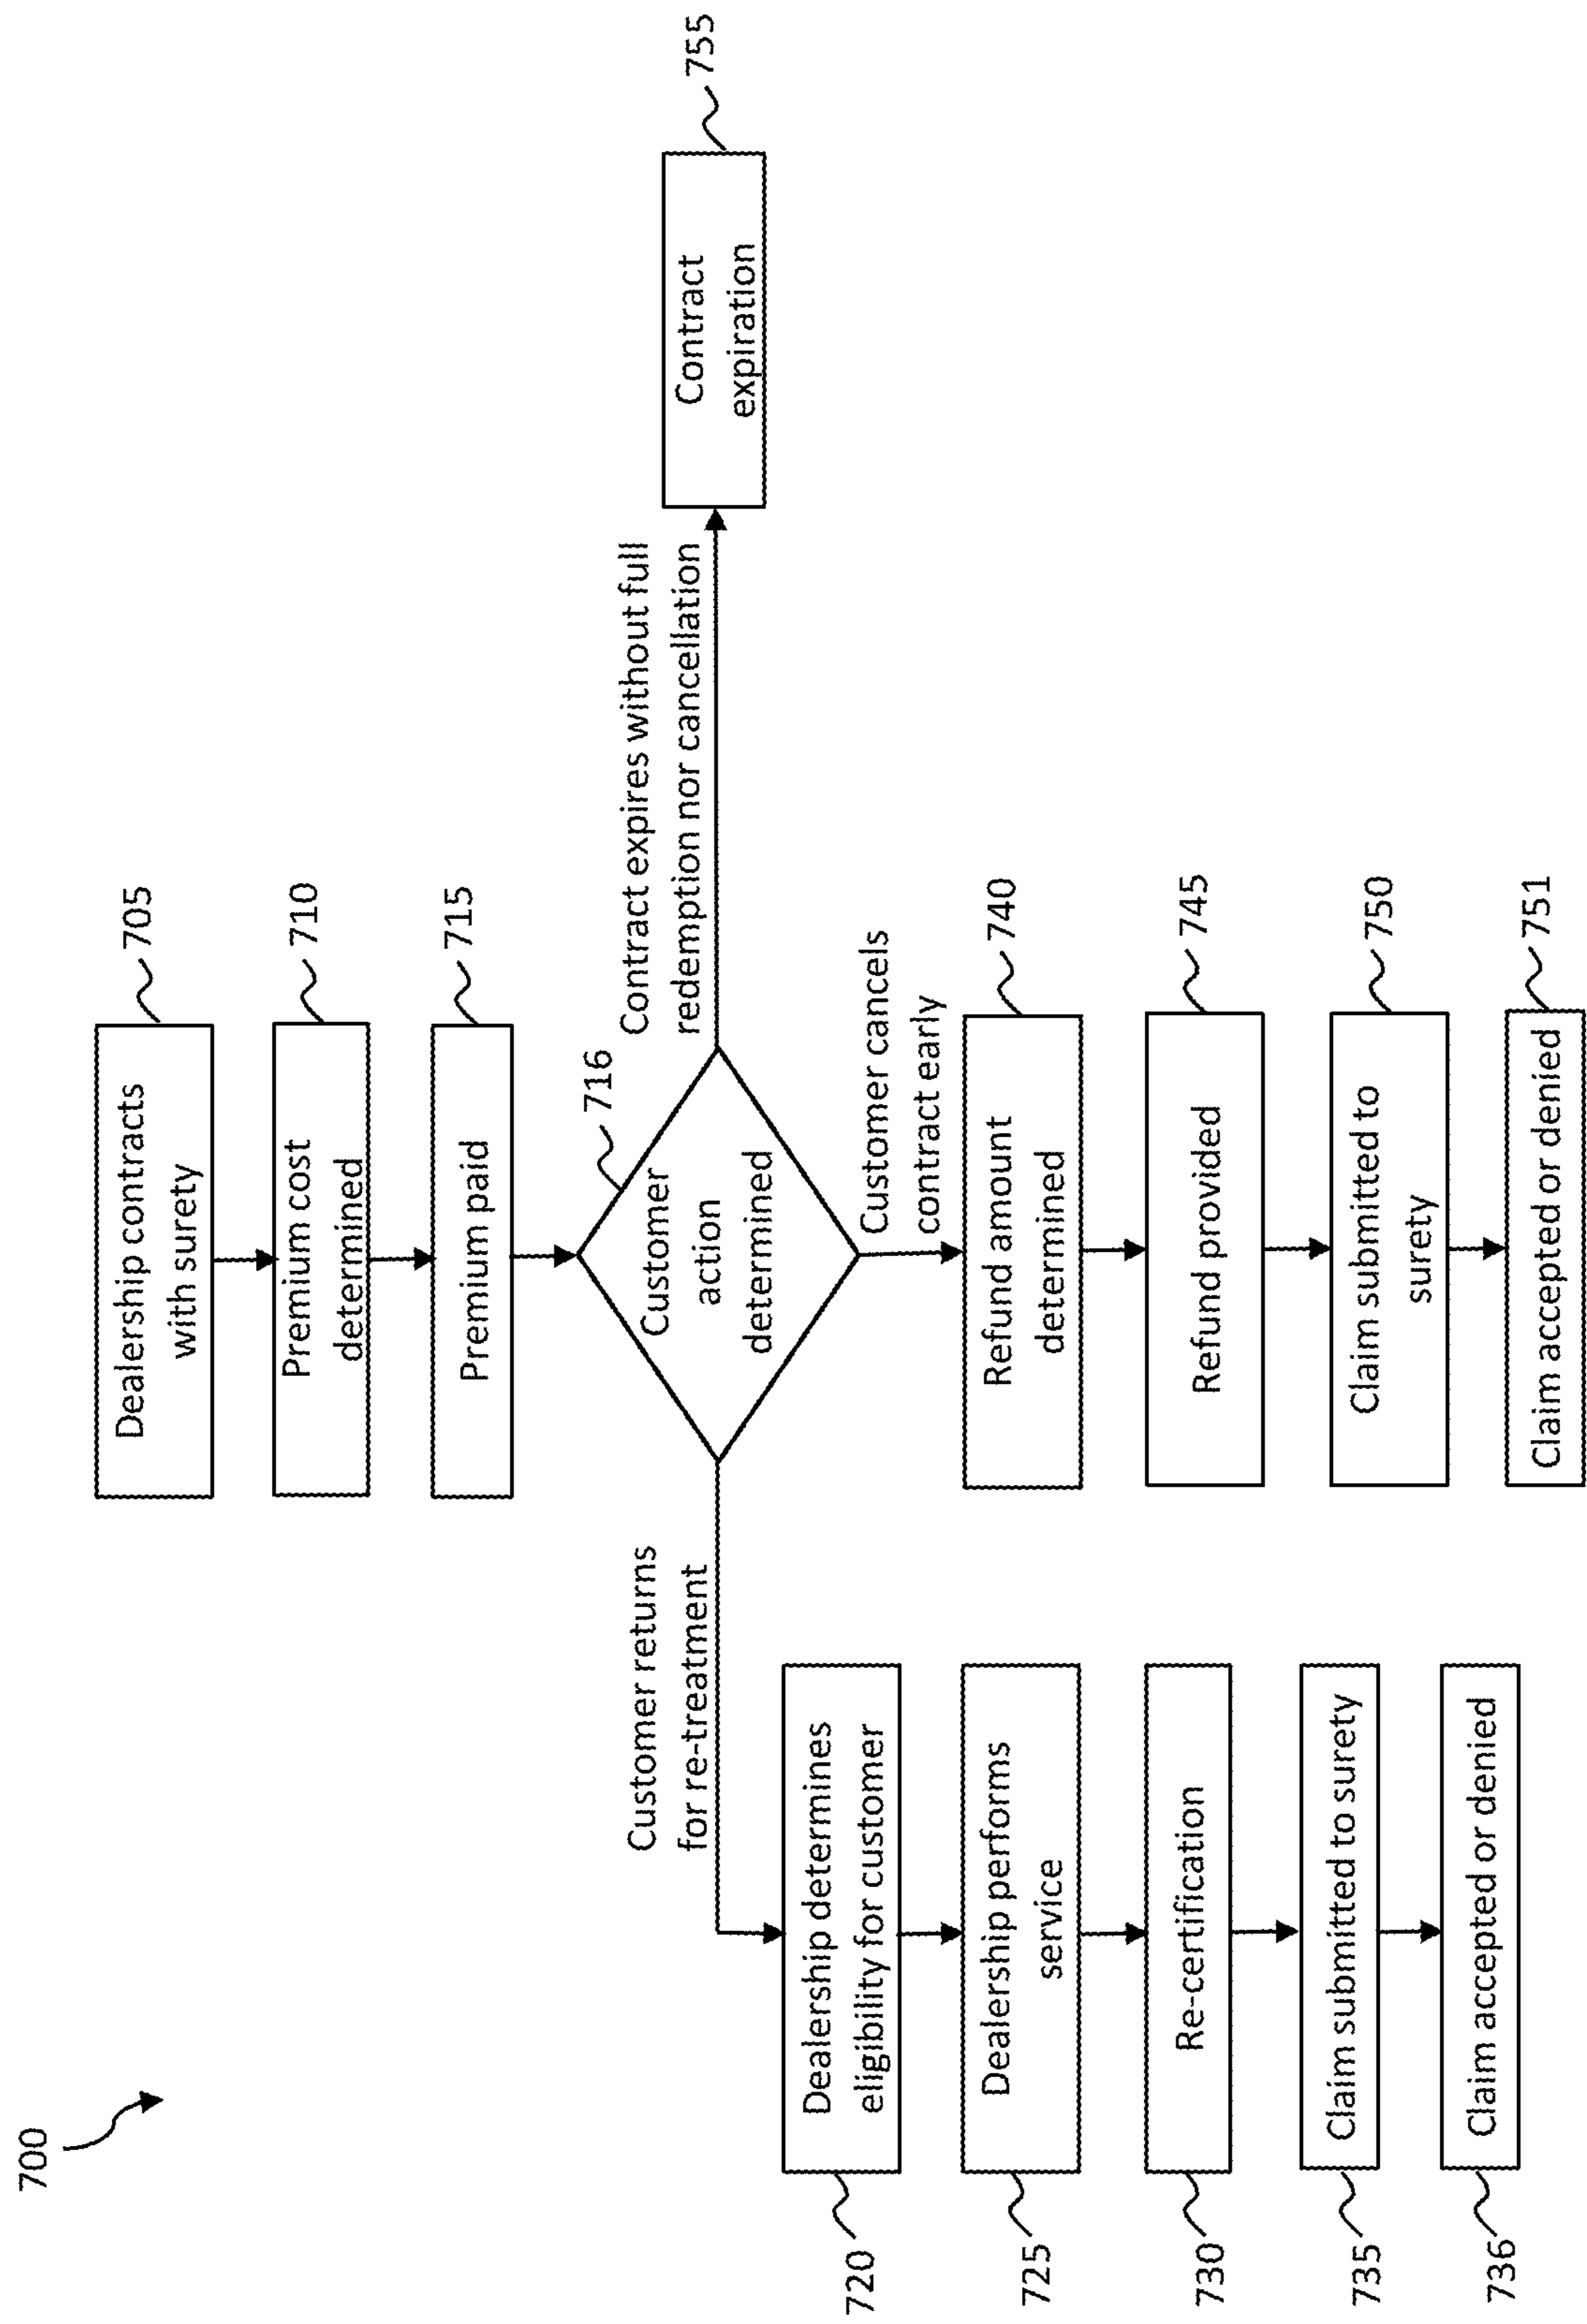 700
Dealership contracts
with surety
705
Premium cost
determined
710
Premium paid
715
716
Customer
action
determined
Customer returns
for re-treatment
Dealership determines
eligibility for customer
720
Dealership performs
service
725
Re-certification
730
Claim submitted to surety
735
Claim accepted or denied
736
Customer cancels
contract early
Refund amount
determined
740
Refund provided
745
Claim submitted to
surety
750
Claim accepted or denied
751
Contract expires without full
redemption nor cancellation
Contract
expiration
755